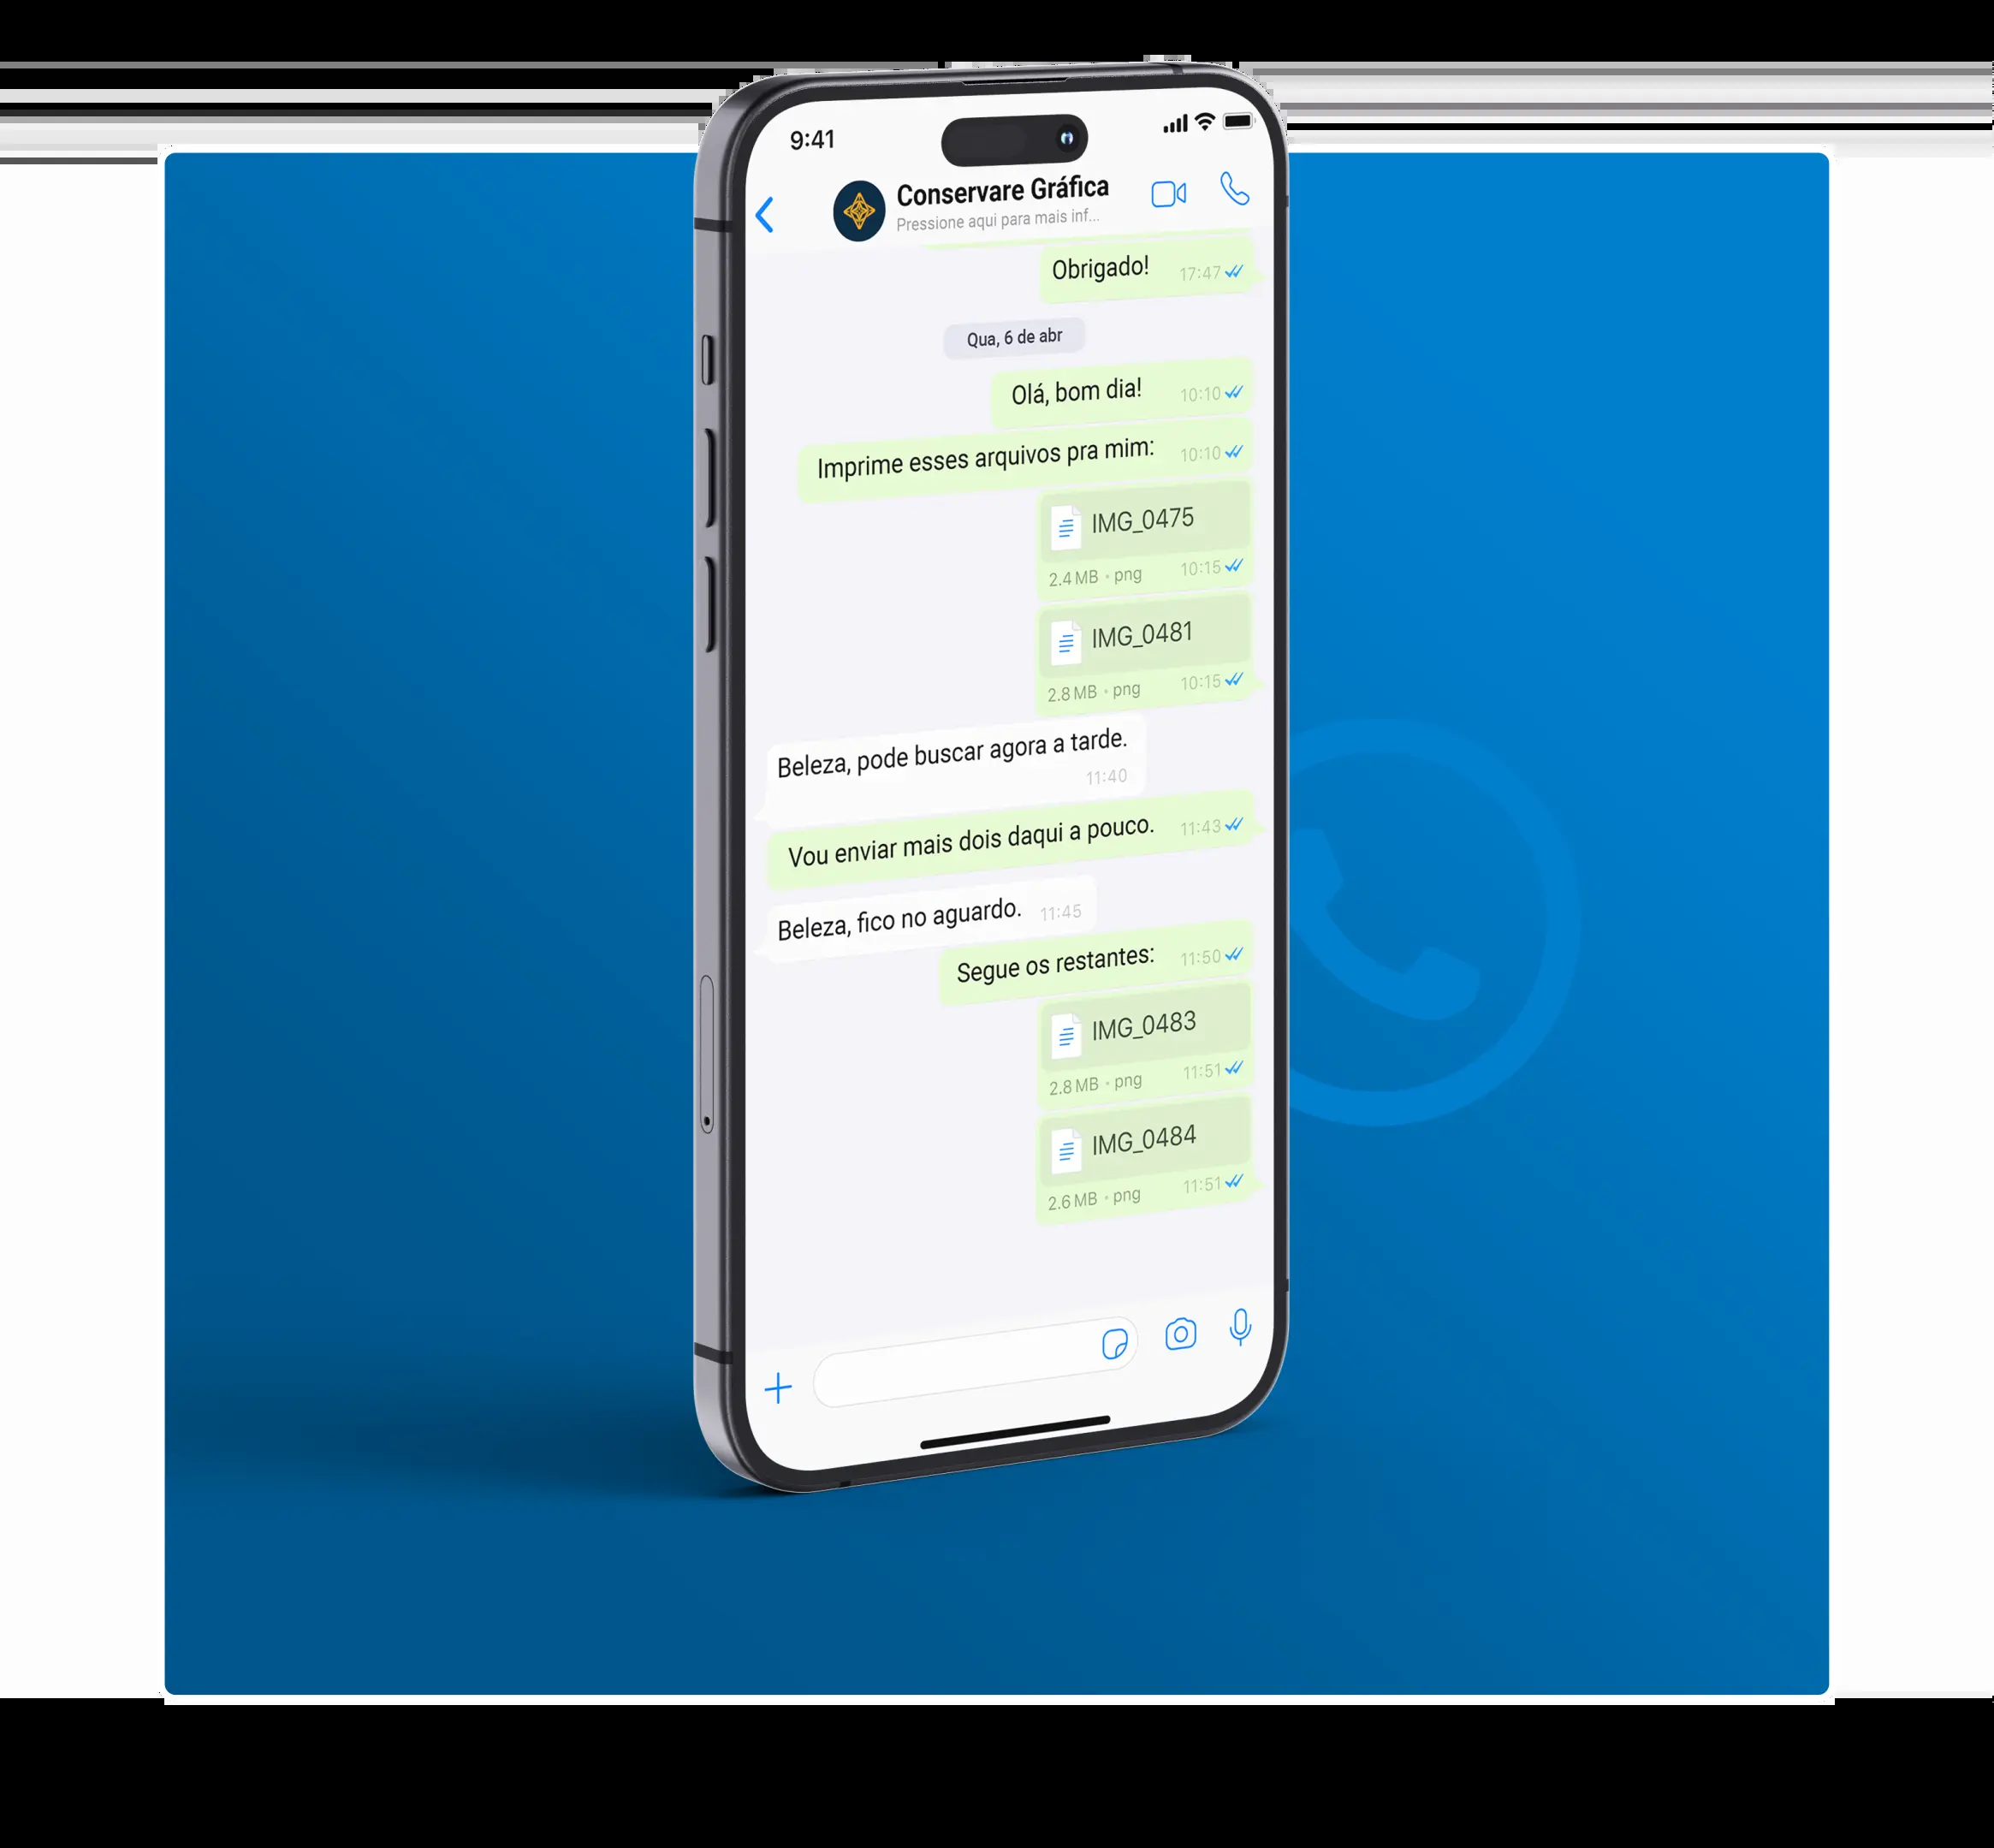 9:41
Conservare Gráfica
Pressione aqui para mais inf...
Obrigado! 17:47
Qua, 6 de abr
Olá, bom dia! 10:10
Imprime esses arquivos pra mim: 10:10
IMG_0475
2.4 MB • png 10:15
IMG_0481
2.8 MB • png 10:15
Beleza, pode buscar agora a tarde.
11:40
Vou enviar mais dois daqui a pouco. 11:43
Beleza, fico no aguardo. 11:45
Segue os restantes: 11:50
IMG_0483
2.8 MB • png 11:51
IMG_0484
2.6 MB • png 11:51